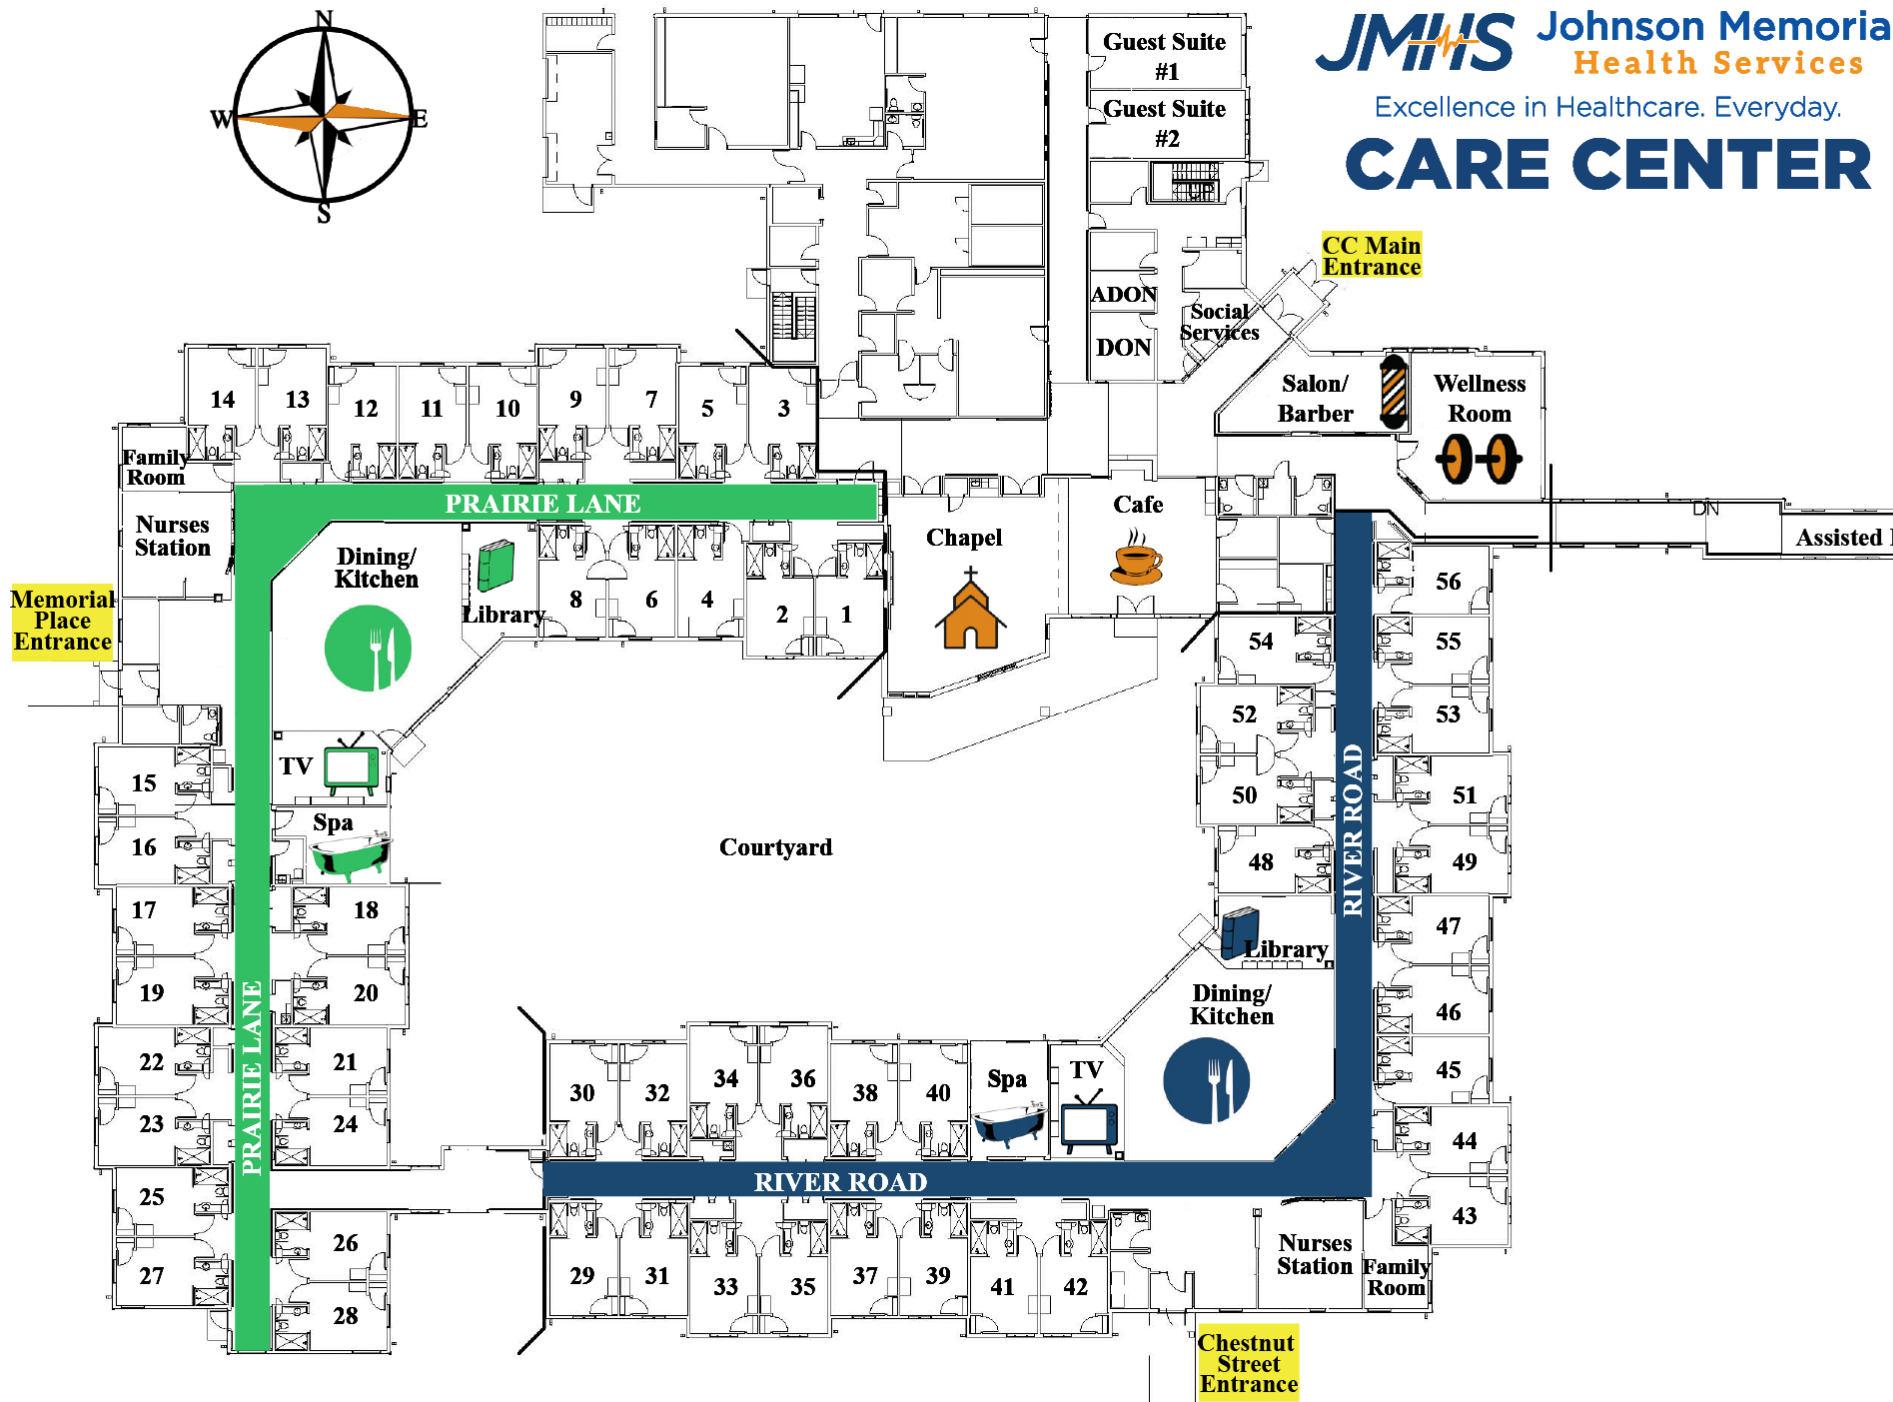 N
W
E
S
JMHS
Johnson Memoria
Health Services
Excellence in Healthcare. Everyday.
CARE CENTER
Guest Suite
#1
Guest Suite
#2
UP
CC Main
Entrance
ADON
Social
Services
DON
Salon/
Barber
Wellness
Room
14
13
12
11
10
9
7
5
3
Family
Room
PRAIRIE LANE
Nurses
Station
Dining/
Kitchen
Library
8
6
4
2
1
Chapel
Cafe
DN
Assisted
Memorial
Place
Entrance
56
54
55
52
53
TV
15
50
51
Spa
16
Courtyard
48
49
RIVER ROAD
17
18
47
Library
19
20
Dining/
Kitchen
46
PRAIRIE LANE
22
21
45
23
24
44
30
32
34
36
38
40
Spa
TV
RIVER ROAD
25
26
27
28
43
29
31
33
35
37
39
41
42
Nurses
Station
Family
Room
Chestnut
Street
Entrance